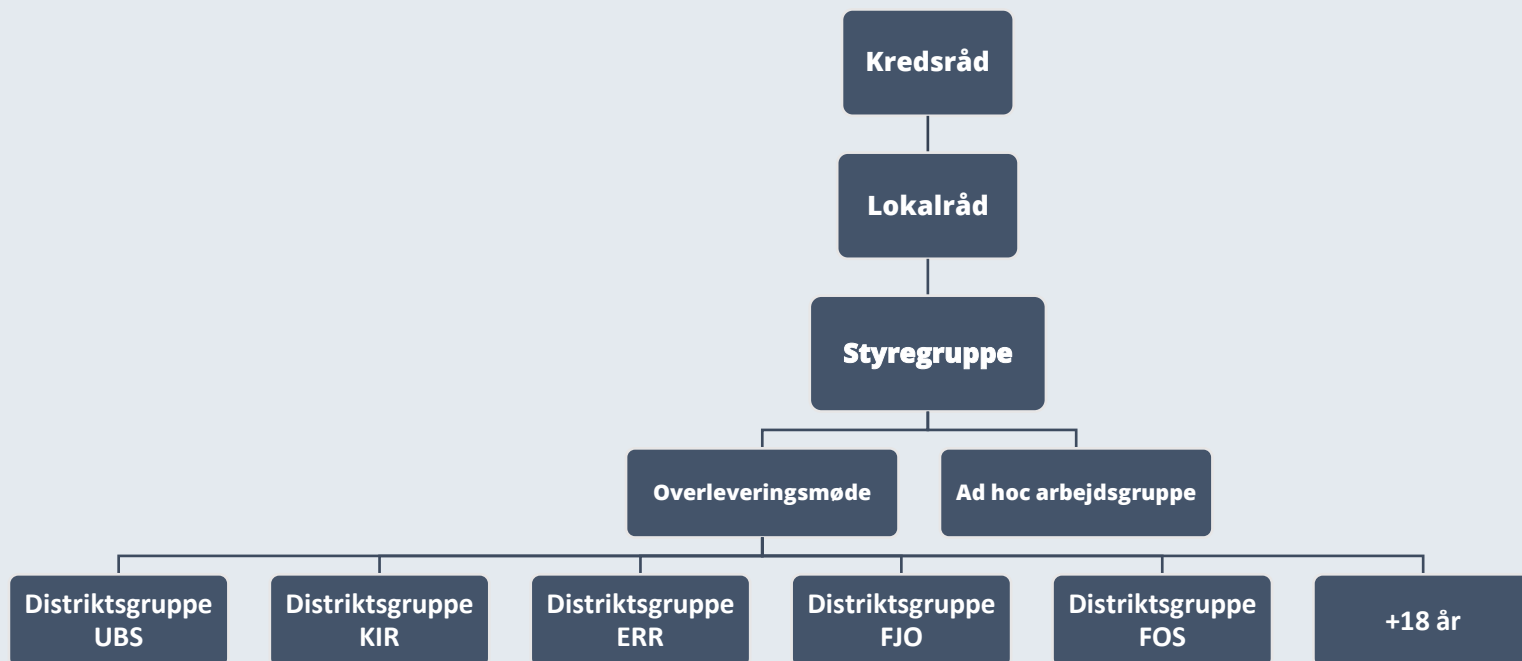 Kredsråd
Lokalråd
Styregruppe
Overleveringsmøde
Ad hoc arbejdsgruppe
Distriktsgruppe
UBS
Distriktsgruppe
KIR
Distriktsgruppe
ERR
Distriktsgruppe
FJO
Distriktsgruppe
FOS
+18 år